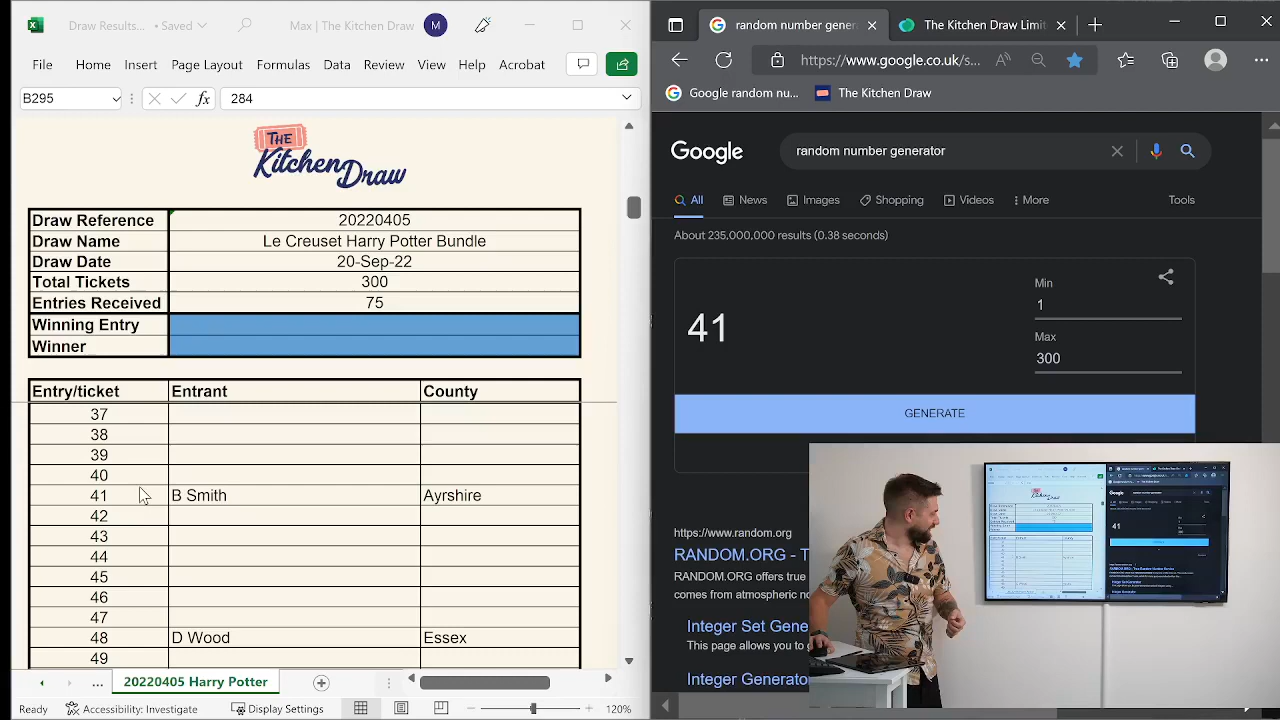 Draw Results... • Saved
Max | The Kitchen Draw
M
File Home Insert Page Layout Formulas Data Review View Help Acrobat
B295
fx
284
THE
Kitchen Draw
Draw Reference 20220405
Draw Name Le Creuset Harry Potter Bundle
Draw Date 20-Sep-22
Total Tickets 300
Entries Received 75
Winning Entry
Winner
Entry/ticket Entrant County
37
38
39
40
41 B Smith Ayrshire
42
43
44
45
46
47
48 D Wood Essex
49
...
20220405 Harry Potter
Ready
Accessibility: Investigate
Display Settings
120%
random number gener
The Kitchen Draw Limit
https://www.google.co.uk/s...
Google random nu...
The Kitchen Draw
Google
random number generator
All News Images Shopping Videos More Tools
About 235,000,000 results (0.38 seconds)
Min
1
41
Max
300
GENERATE
https://www.random.org
RANDOM.ORG - T
RANDOM.ORG offers true
comes from atmospheric no
Integer Set Gene
This page allows you to g
Integer Generato
41